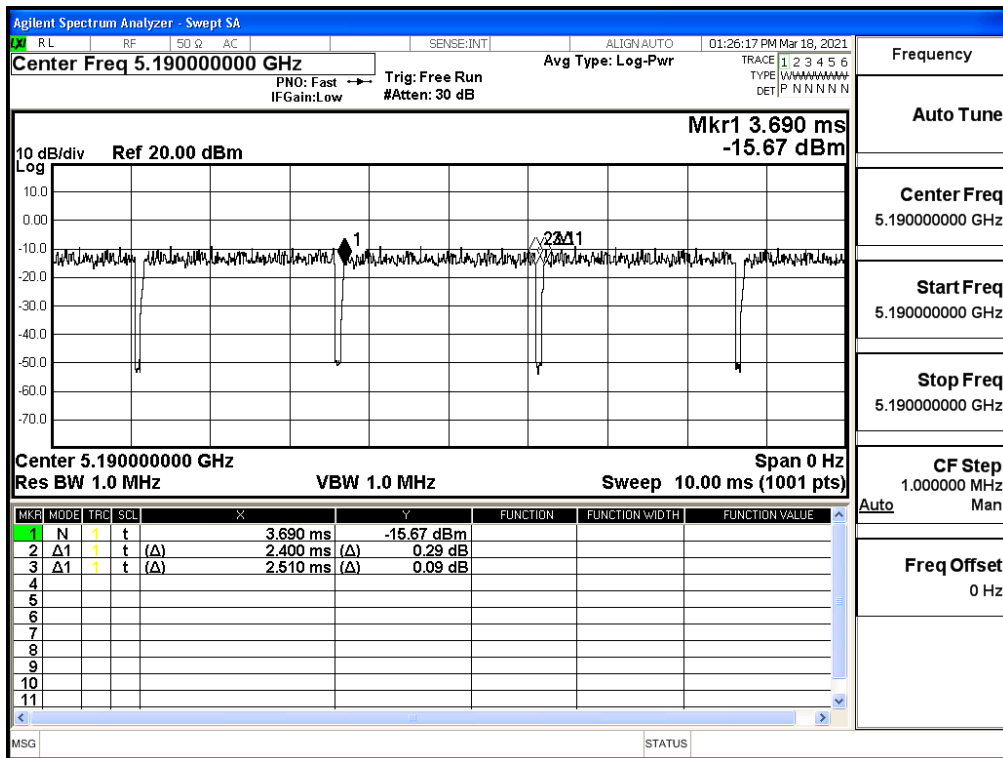 Agilent Spectrum Analyzer - Swept SA
LXI RL RF 50 Ω AC SENSE:INT ALIGN AUTO 01:26:17 PM Mar 18, 2021
Center Freq 5.190000000 GHz
PNO: Fast
IFGain:Low
Trig: Free Run
#Atten: 30 dB
Avg Type: Log-Pwr
TRACE 1 2 3 4 5 6
TYPE WWWWWW
DET P N N N N N
Mkr1 3.690 ms
-15.67 dBm
10 dB/div Ref 20.00 dBm
Log
10.0
0.00
-10.0
-20.0
-30.0
-40.0
-50.0
-60.0
-70.0
1
Center 5.190000000 GHz Span 0 Hz
Res BW 1.0 MHz VBW 1.0 MHz Sweep 10.00 ms (1001 pts)
MKR MODE TRC SCL X Y FUNCTION FUNCTION WIDTH FUNCTION VALUE
1 N 1 t 3.690 ms -15.67 dBm
2 Δ1 1 t (Δ) 2.400 ms (Δ) 0.29 dB
3 Δ1 1 t (Δ) 2.510 ms (Δ) 0.09 dB
4
5
6
7
8
9
10
11
MSG STATUS
Frequency
Auto Tune
Center Freq
5.190000000 GHz
Start Freq
5.190000000 GHz
Stop Freq
5.190000000 GHz
CF Step
1.000000 MHz
Auto Man
Freq Offset
0 Hz